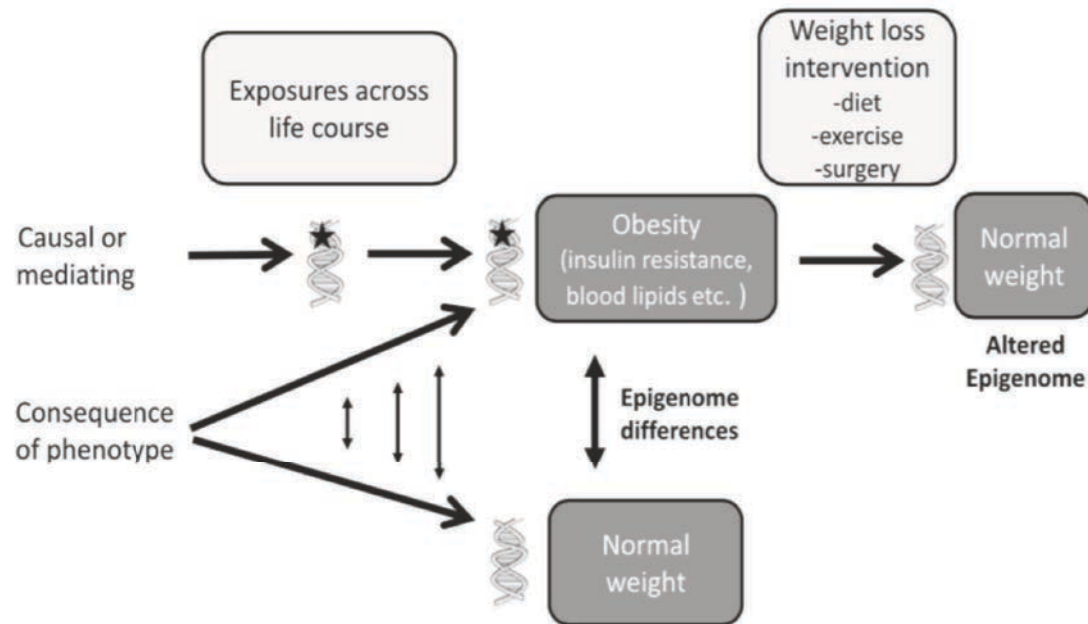 Exposures across
life course
Weight loss
intervention
-diet
-exercise
-surgery
Causal or
mediating
Obesity
(insulin resistance,
blood lipids etc. )
Normal
weight
Altered
Epigenome
Consequence
of phenotype
Epigenome
differences
Normal
weight